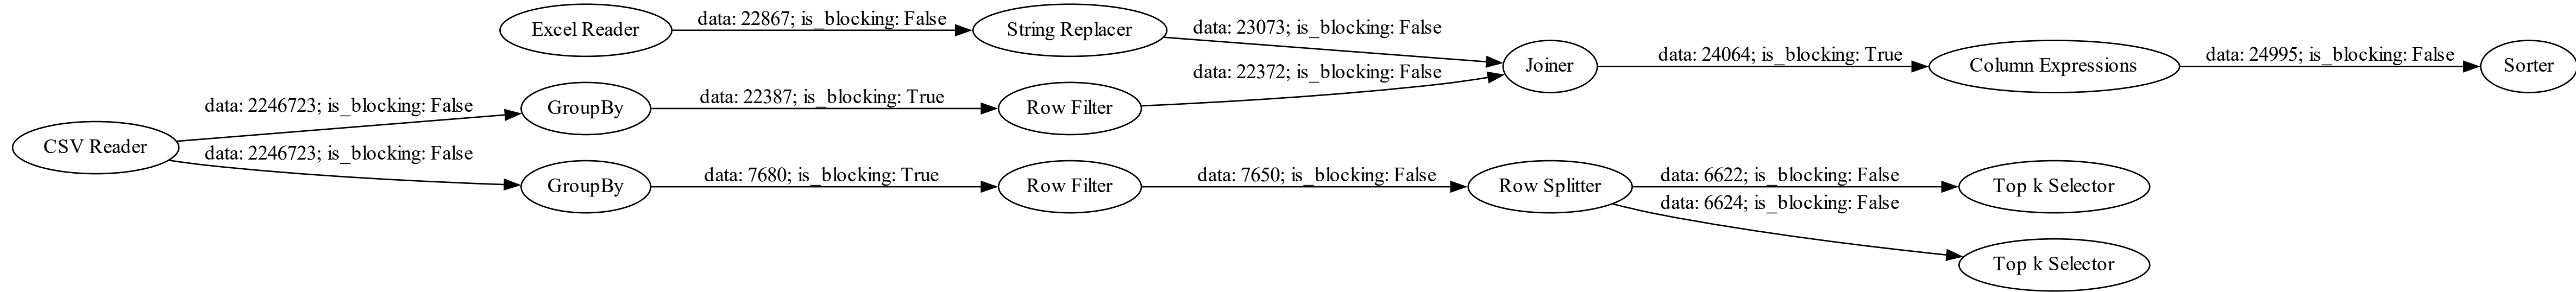 Excel Reader
data: 22867; is_blocking: False
String Replacer
data: 23073; is_blocking: False
Joiner
data: 24064; is_blocking: True
Column Expressions
data: 24995; is_blocking: False
Sorter
CSV Reader
data: 2246723; is_blocking: False
GroupBy
data: 22387; is_blocking: True
Row Filter
data: 22372; is_blocking: False
data: 2246723; is_blocking: False
GroupBy
data: 7680; is_blocking: True
Row Filter
data: 7650; is_blocking: False
Row Splitter
data: 6622; is_blocking: False
Top k Selector
data: 6624; is_blocking: False
Top k Selector